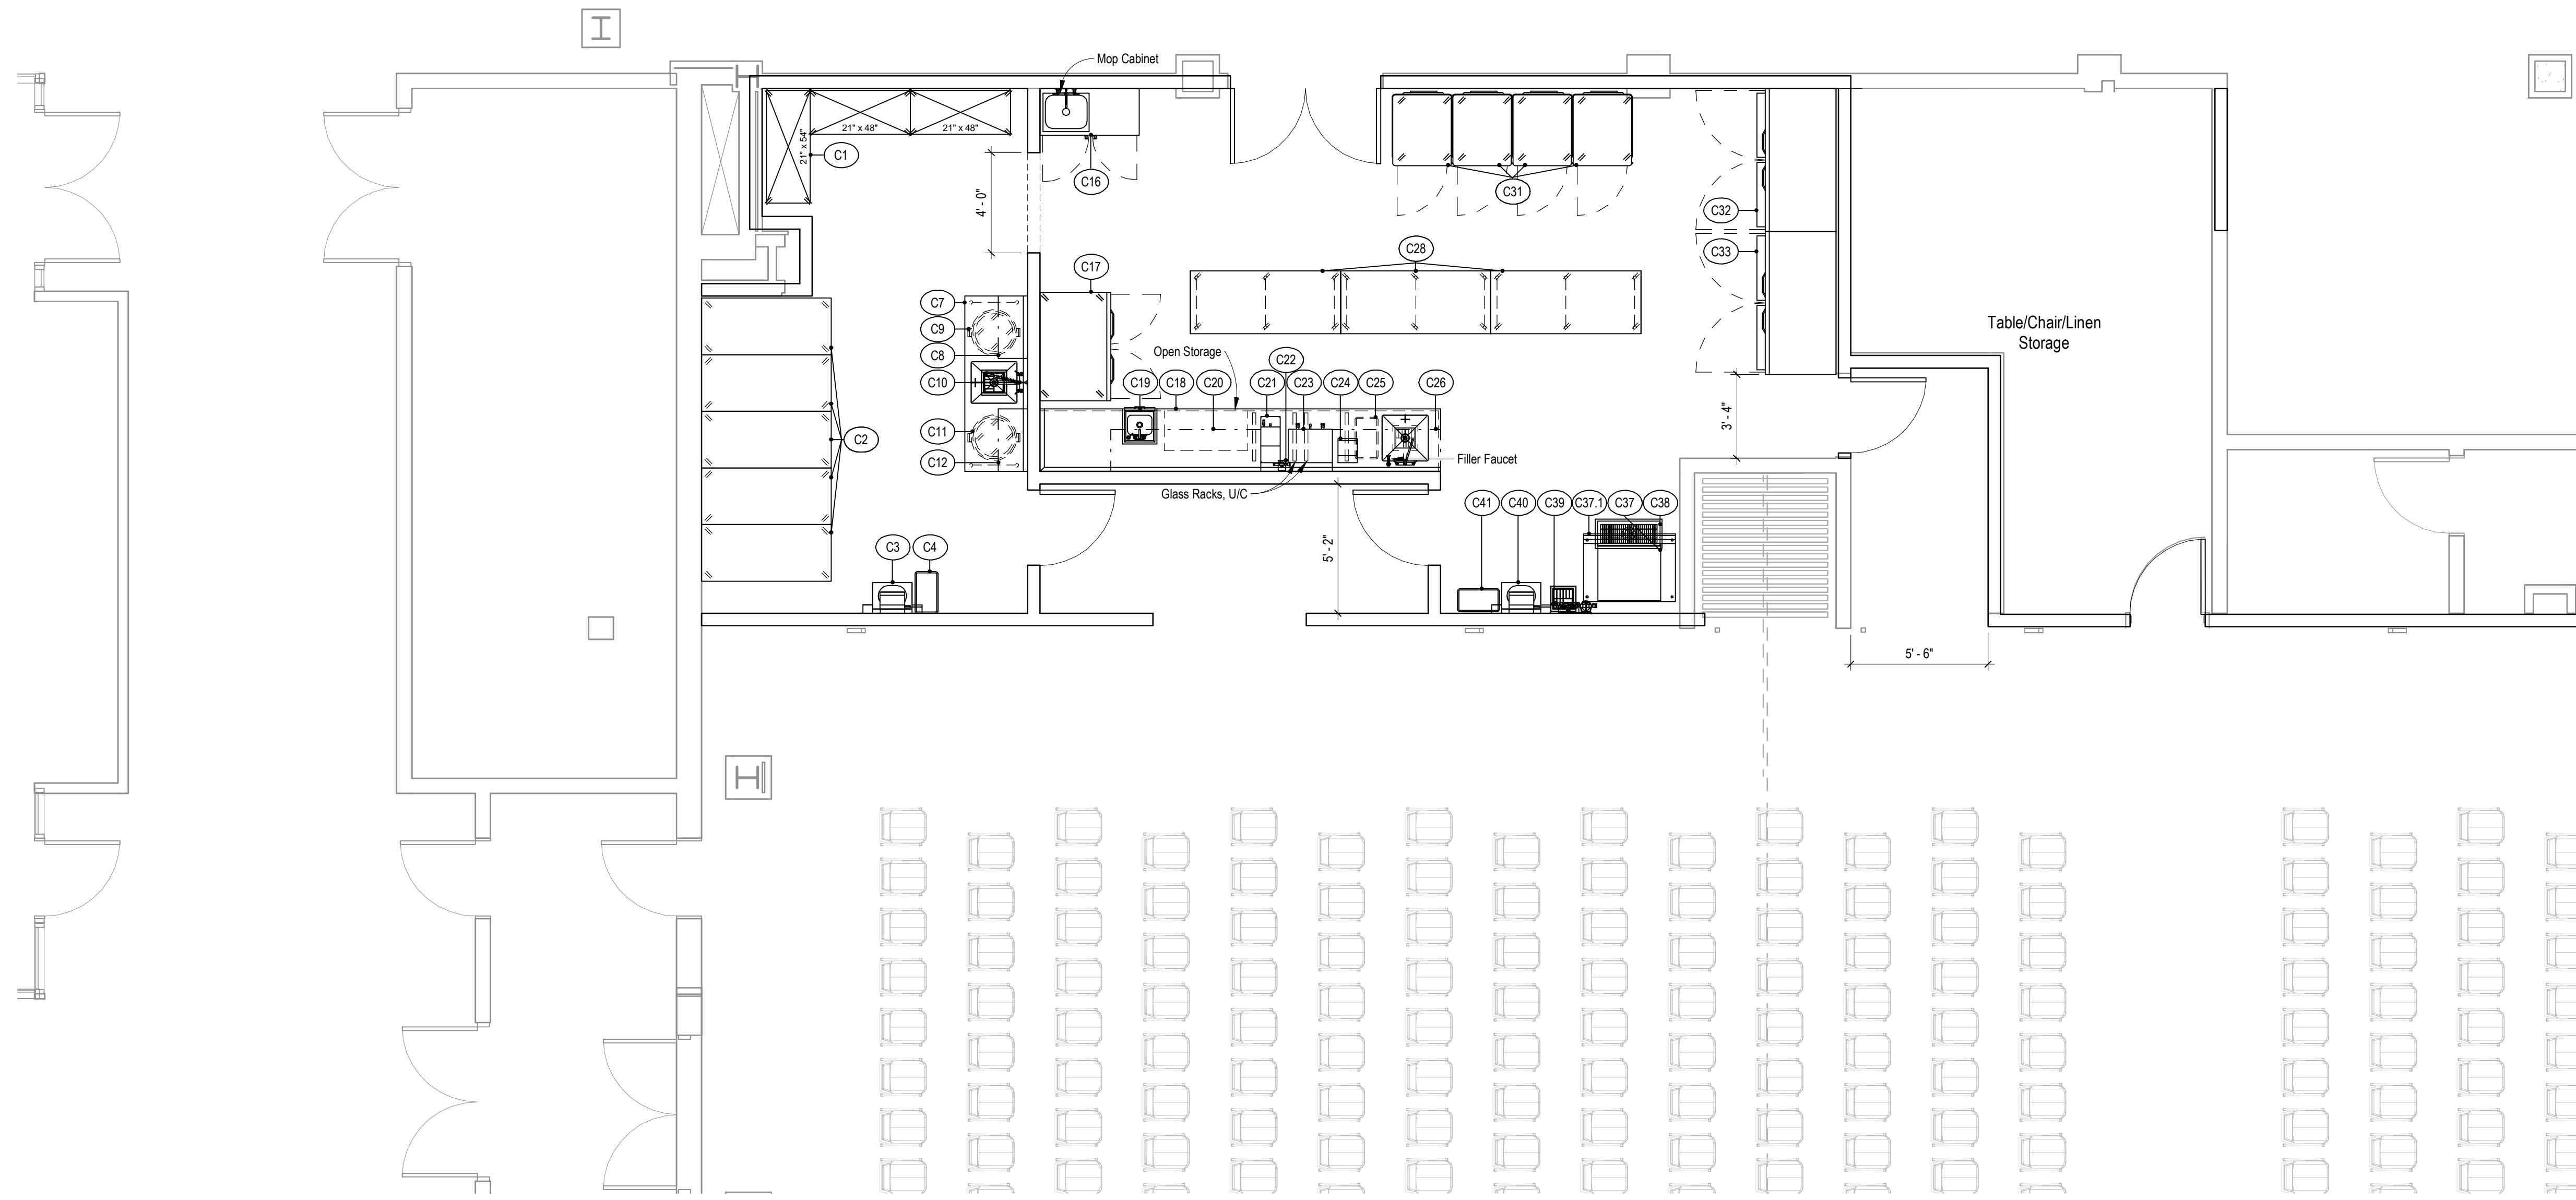 I
Mop Cabinet
21" x 54"
21" x 48"
21" x 48"
C1
C16
4' - 0"
C31
C32
C33
C28
C17
C7
C9
C8
C10
C11
C12
C2
Open Storage
C22
C19
C18
C20
C21
C23
C24
C25
C26
Filler Faucet
Glass Racks, U/C
3' - 4"
Table/Chair/Linen
Storage
C41
C40
C39
C37.1
C37
C38
C3
C4
5' - 2"
5' - 6"
H